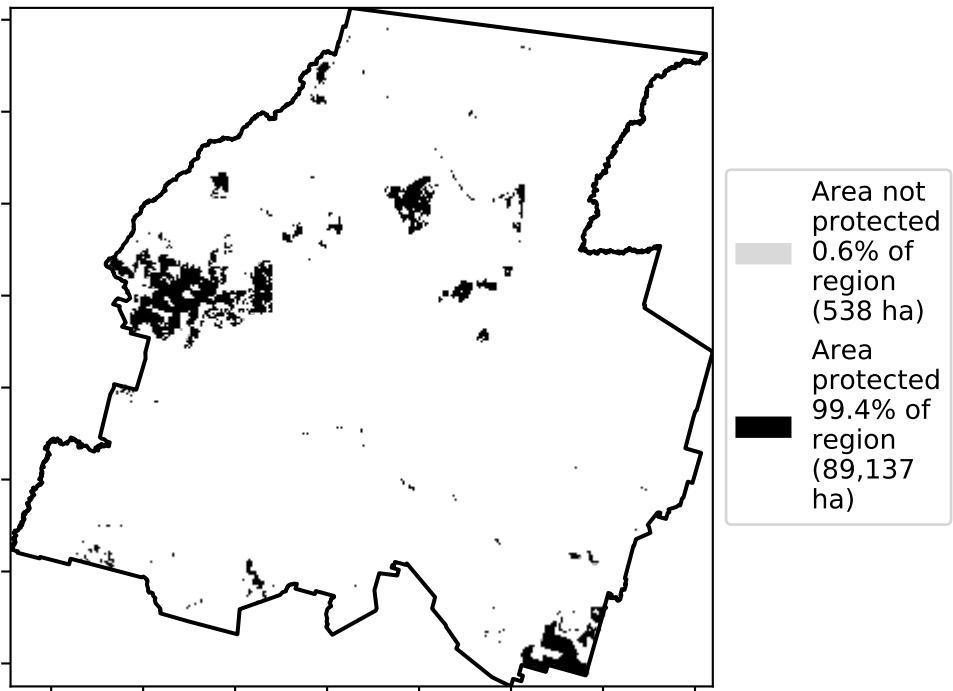 Area not
protected
0.6% of
region
(538 ha)
Area
protected
99.4% of
region
(89,137
ha)